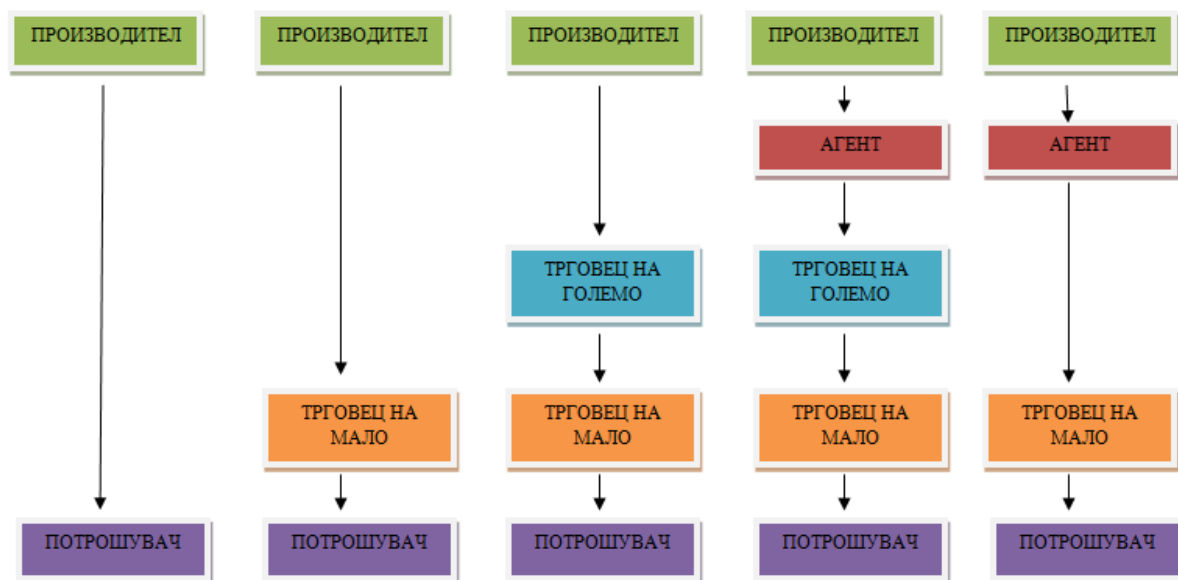 ПРОИЗВОДИТЕЛ
ПРОИЗВОДИТЕЛ
ПРОИЗВОДИТЕЛ
ПРОИЗВОДИТЕЛ
ПРОИЗВОДИТЕЛ
АГЕНТ
АГЕНТ
ТРГОВЕЦ НА
ГОЛЕМО
ТРГОВЕЦ НА
ГОЛЕМО
ТРГОВЕЦ НА
МАЛО
ТРГОВЕЦ НА
МАЛО
ТРГОВЕЦ НА
МАЛО
ТРГОВЕЦ НА
МАЛО
ПОТРОШУВАЧ
ПОТРОШУВАЧ
ПОТРОШУВАЧ
ПОТРОШУВАЧ
ПОТРОШУВАЧ